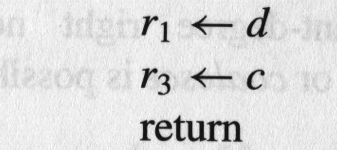 r₁ ← d
r₃ ← c
return